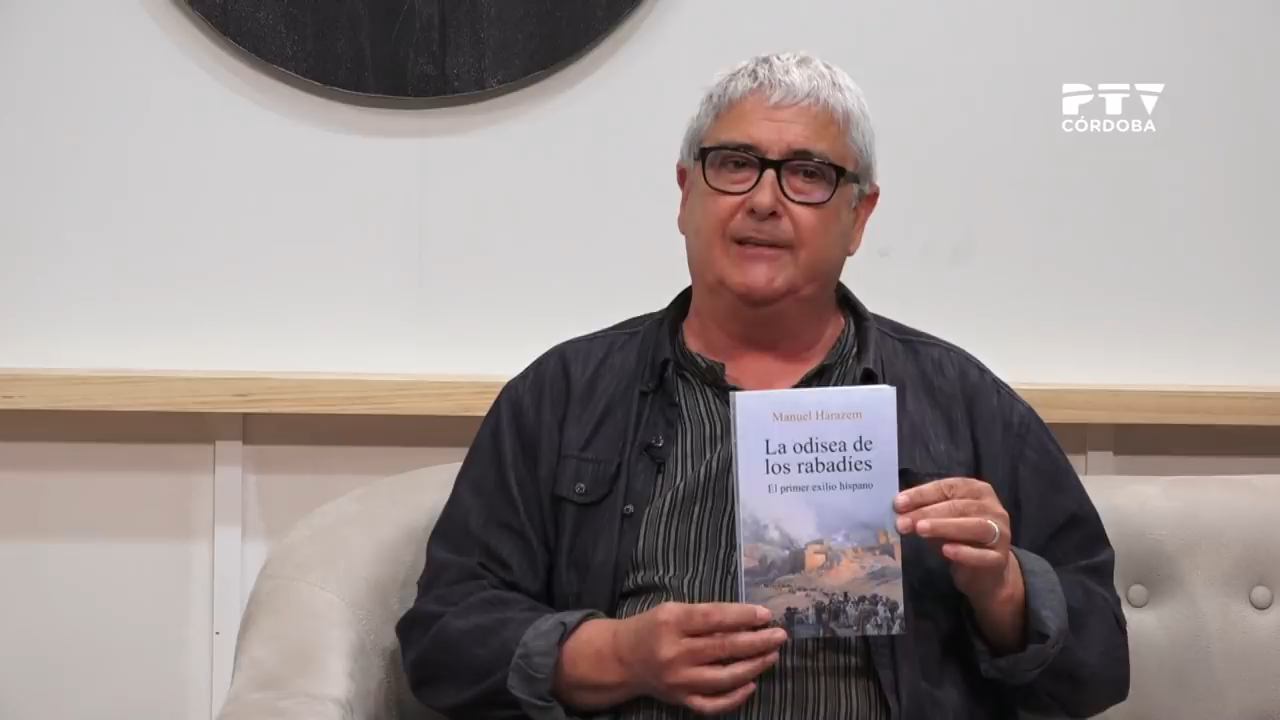 PTV
CÓRDOBA
Manuel Harazem
La odisea de
los rabadíes
El primer exilio hispano